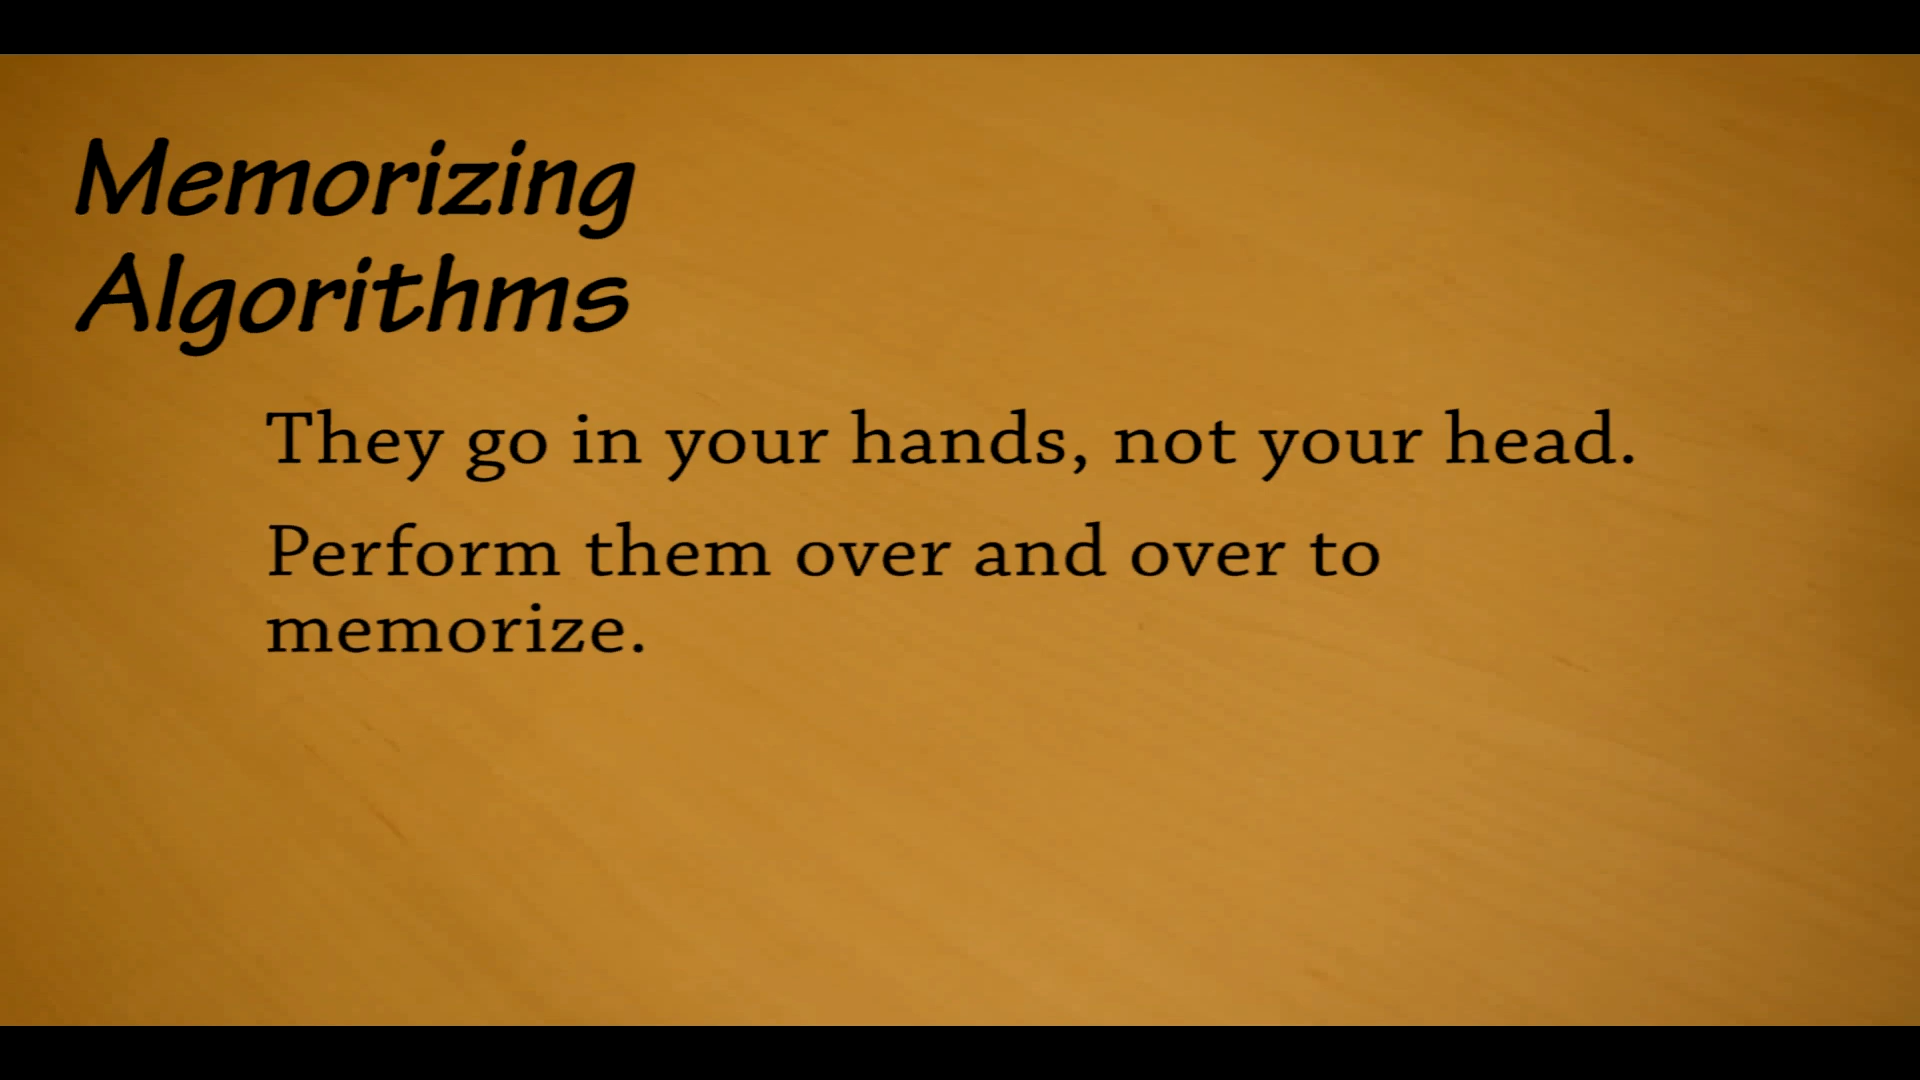 Memorizing
Algorithms
They go in your hands, not your head.
Perform them over and over to
memorize.